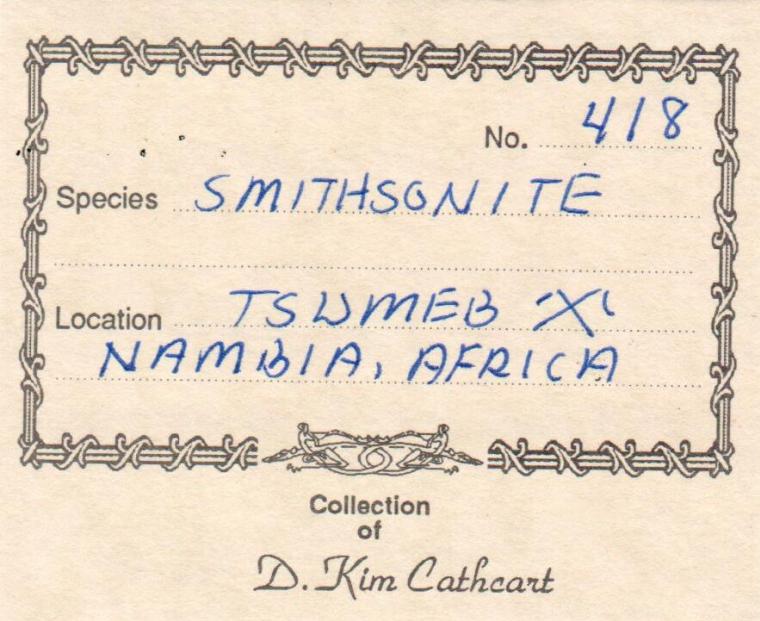 No. 418
Species SMITHSONITE
Location TSUMEB 'X'
NAMBIA, AFRICA
Collection
of
D. Kim Cathcart